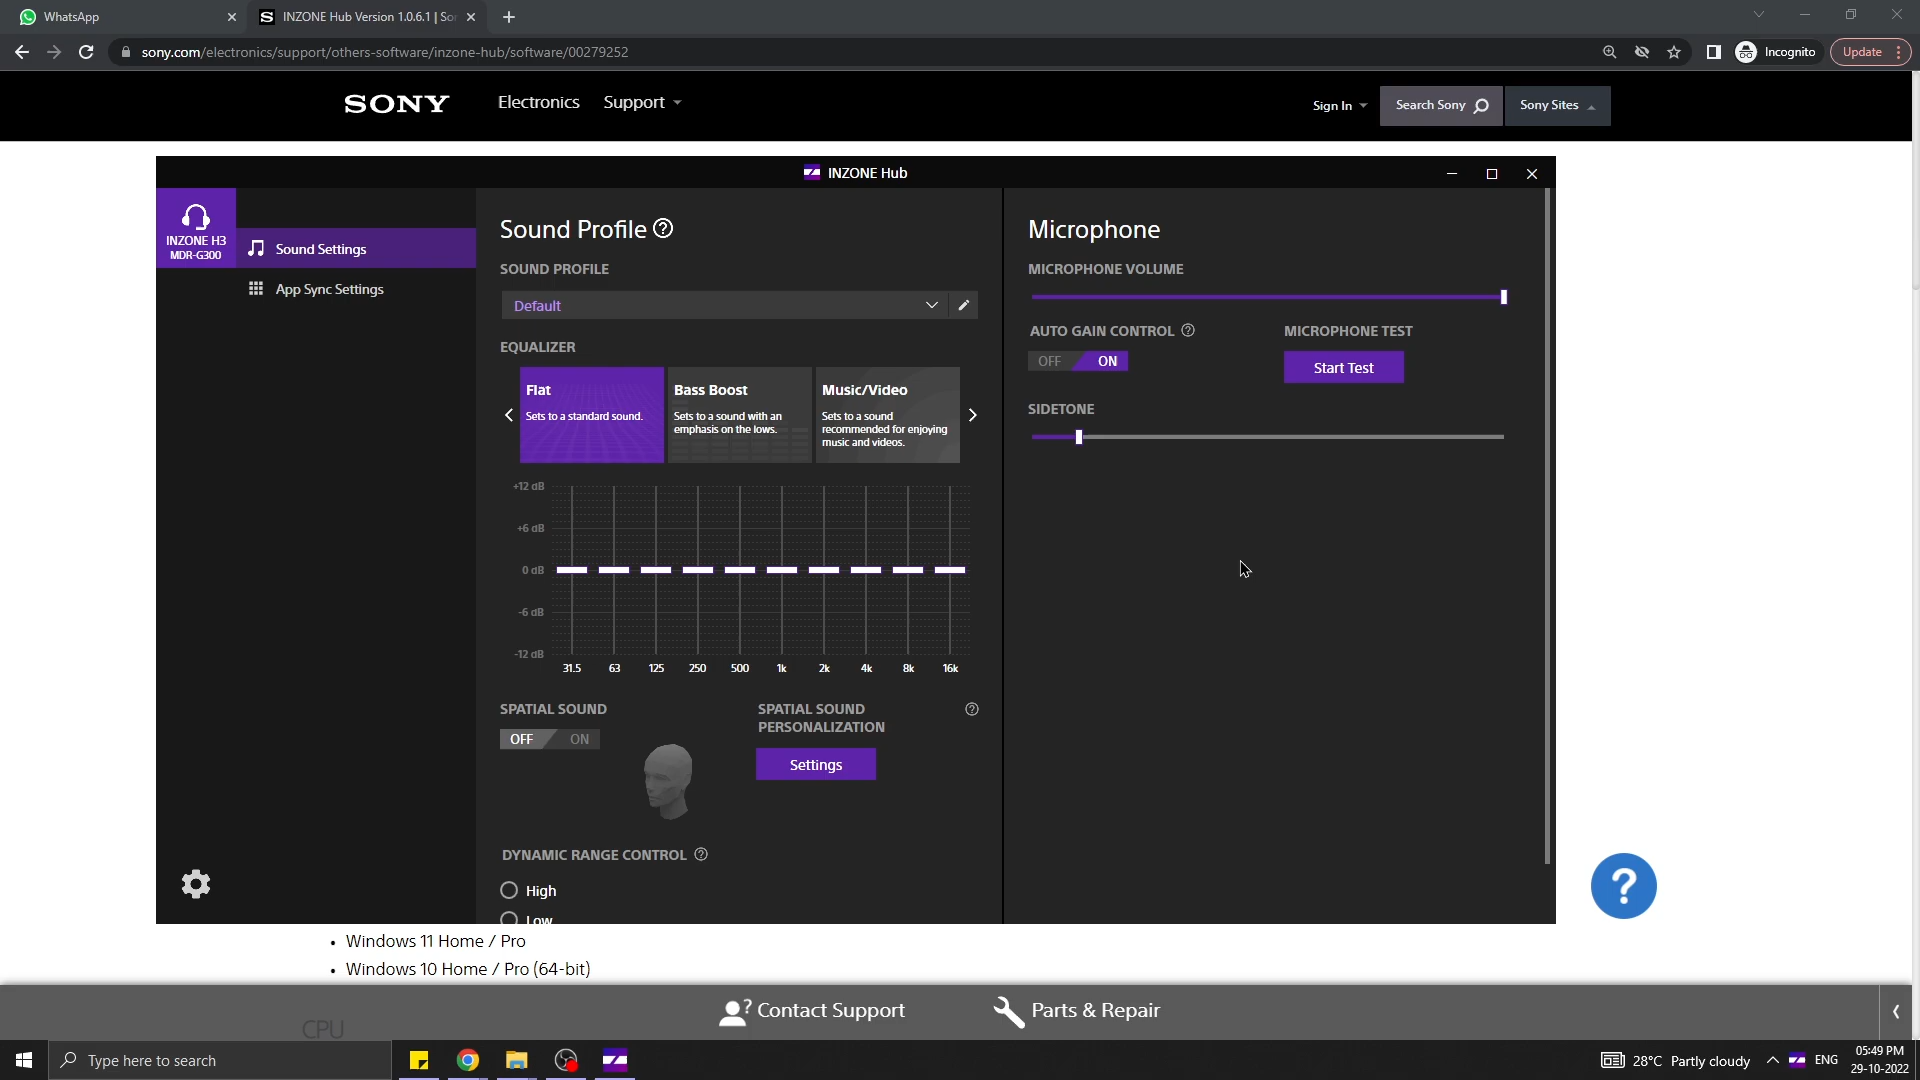 WhatsApp
INZONE Hub Version 1.0.6.1 | Sor
sony.com/electronics/support/others-software/inzone-hub/software/00279252
Incognito
Update
SONY
Electronics
Support
Sign In
Search Sony
Sony Sites
INZONE Hub
INZONE H3
MDR-G300
Sound Settings
App Sync Settings
Sound Profile
SOUND PROFILE
Default
EQUALIZER
Flat
Sets to a standard sound.
Bass Boost
Sets to a sound with an
emphasis on the lows.
Music/Video
Sets to a sound
recommended for enjoying
music and videos.
+12 dB
+6 dB
0 dB
-6 dB
-12 dB
31.5 63 125 250 500 1k 2k 4k 8k 16k
SPATIAL SOUND
OFF ON
SPATIAL SOUND
PERSONALIZATION
Settings
DYNAMIC RANGE CONTROL
High
Low
Microphone
MICROPHONE VOLUME
AUTO GAIN CONTROL
OFF ON
MICROPHONE TEST
Start Test
SIDETONE
• Windows 11 Home / Pro
• Windows 10 Home / Pro (64-bit)
Contact Support
Parts & Repair
CPU
Type here to search
28°C Partly cloudy
ENG
05:49 PM
29-10-2022